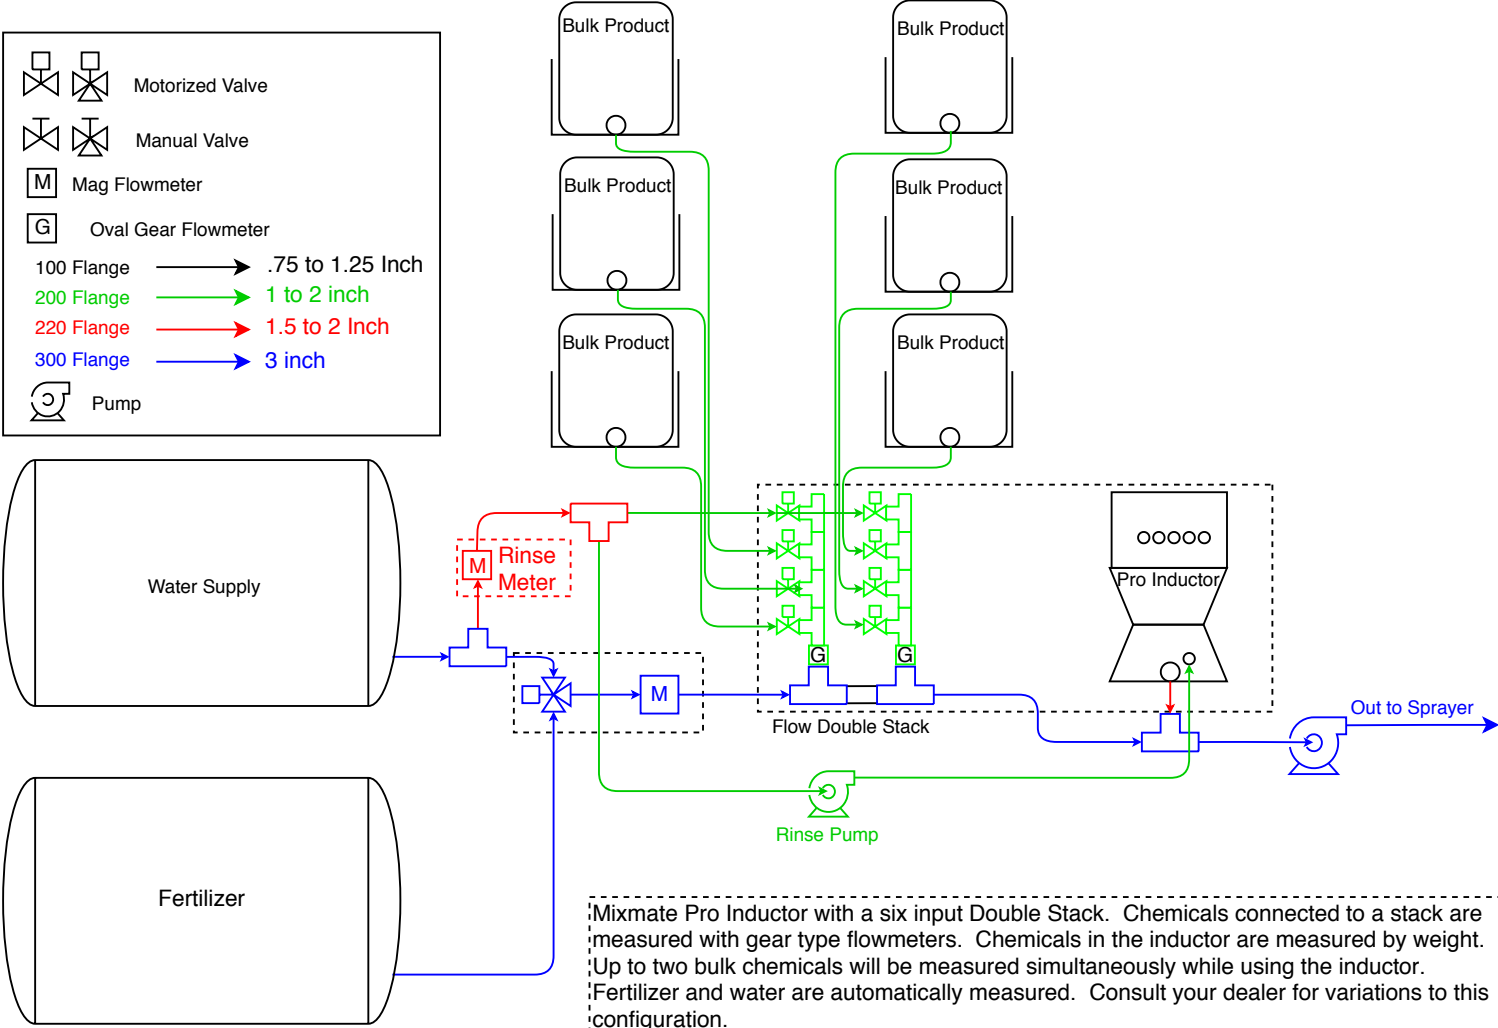 Bulk Product
Bulk Product
Motorized Valve
Manual Valve
M Mag Flowmeter
G Oval Gear Flowmeter
100 Flange .75 to 1.25 Inch
200 Flange 1 to 2 inch
220 Flange 1.5 to 2 Inch
300 Flange 3 inch
Pump
Bulk Product
Bulk Product
Bulk Product
Bulk Product
Water Supply
M
Rinse
Meter
Pro Inductor
G
G
M
Flow Double Stack
Out to Sprayer
Rinse Pump
Fertilizer
Mixmate Pro Inductor with a six input Double Stack. Chemicals connected to a stack are
measured with gear type flowmeters. Chemicals in the inductor are measured by weight.
Up to two bulk chemicals will be measured simultaneously while using the inductor.
Fertilizer and water are automatically measured. Consult your dealer for variations to this
configuration.